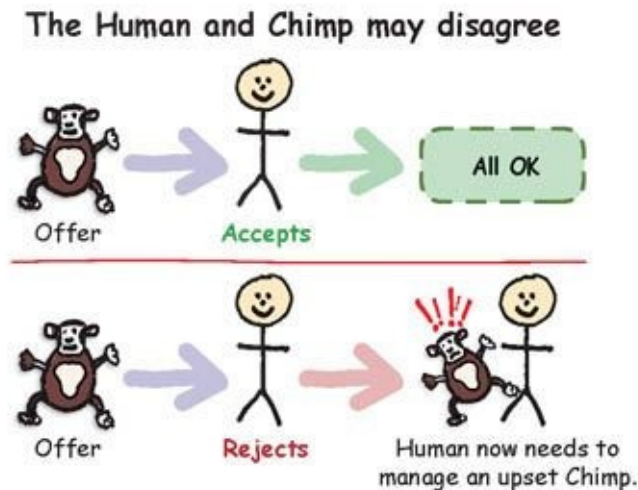 The Human and Chimp may disagree
All OK
Offer
Accepts
!!!!!
Offer
Rejects
Human now needs to
manage an upset Chimp.